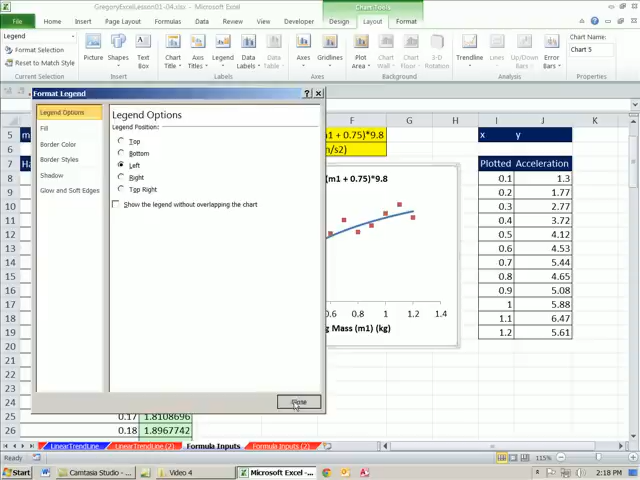 GregoryExcelLesson01-04.xlsx - Microsoft Excel
Chart Tools
File Home Insert Page Layout Formulas Data Review View Developer Design Layout Format
Legend
Format Selection
Reset to Match Style
Current Selection
Picture Shapes Text Box
Insert
Chart Title Axis Titles Legend Data Labels Data Table
Labels
Axes Gridlines
Axes
Plot Area
3-D Rotation
Background
Trendline Lines Up/Down Bars Error Bars
Analysis
Chart Name:
Chart 5
Properties
Format Legend
Legend Options
Fill
Border Color
Border Styles
Shadow
Glow and Soft Edges
Legend Options
Legend Position:
Top
Bottom
Left
Right
Top Right
Show the legend without overlapping the chart
Close
F G H I J K
5 m m1 + 0.75)*9.8 x y
6 m/s2)
7 Ha Plotted Acceleration
8 0.1 1.3
9 0.2 1.77
10 0.3 2.77
11 0.4 3.72
12 0.5 4.12
13 0.6 4.53
14 0.7 5.44
15 0.8 4.65
16 0.9 5.08
17 1 5.88
18 1.1 6.47
19 1.2 5.61
20
21
22
23
24
25 0.17 1.8108696
26 0.18 1.8967742
(m1 + 0.75)*9.8
0.6 0.8 1 1.2 1.4
g Mass (m1) (kg)
LinearTrendLine LinearTrendLine (2) Formula Inputs Formula Inputs (2)
Ready 115%
Start Camtasia Studio - ... Video 4 Microsoft Excel -... 2:18 PM